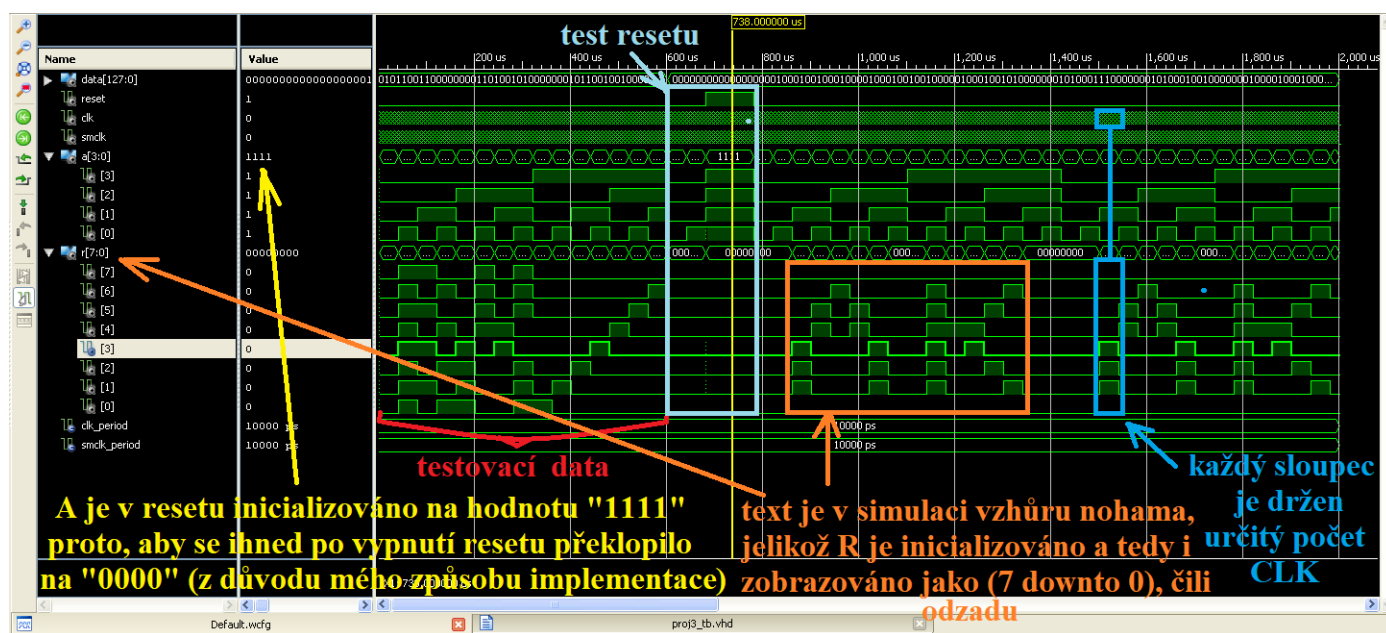 738.000000 us
test resetu
Name
Value
200 us
400 us
600 us
800 us
1,000 us
1,200 us
1,400 us
1,600 us
1,800 us
2,000 us
data[127:0]
reset
1
clk
0
smclk
0
a[3:0]
1111
1111
[3]
1
[2]
1
[1]
1
[0]
1
r[7:0]
00000000
000...
00000000
000...
00000000
000...
[7]
0
[6]
0
[5]
0
[4]
0
[3]
0
[2]
0
[1]
0
[0]
0
clk_period
10000 ps
10000 ps
smclk_period
10000 ps
10000 ps
testovací data
každý sloupec
je držen
určitý počet
CLK
A je v resetu inicializováno na hodnotu "1111"
proto, aby se ihned po vypnutí resetu překlopilo
na "0000" (z důvodu mého způsobu implementace)
text je v simulaci vzhůru nohama,
jelikož R je inicializováno a tedy i
zobrazováno jako (7 downto 0), čili
odzadu
Default.wcfg
proj3_tb.vhd